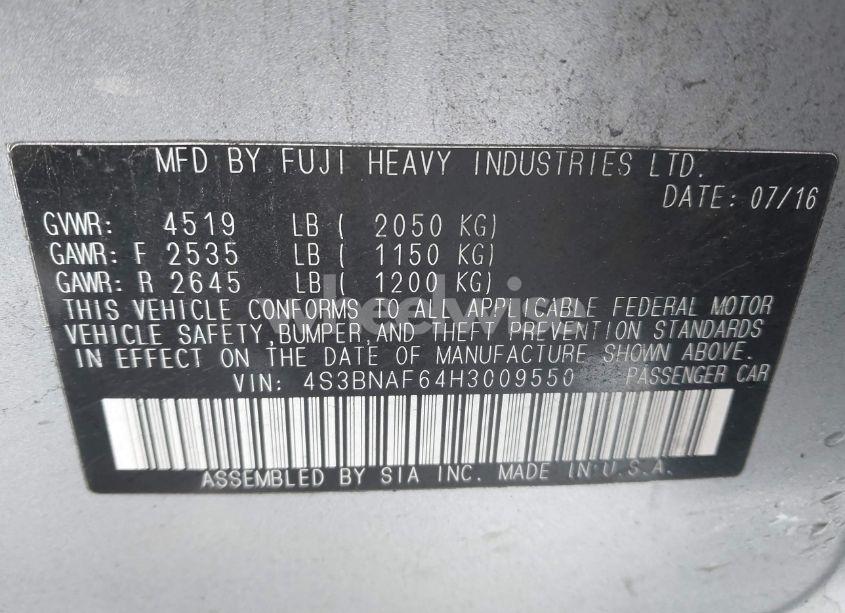 MFD BY FUJI HEAVY INDUSTRIES LTD.
DATE: 07/16
GVWR: 4519 LB ( 2050 KG)
GAWR: F 2535 LB ( 1150 KG)
GAWR: R 2645 LB ( 1200 KG)
THIS VEHICLE CONFORMS TO ALL APPLICABLE FEDERAL MOTOR
VEHICLE SAFETY, BUMPER, AND THEFT PREVENTION STANDARDS
IN EFFECT ON THE DATE OF MANUFACTURE SHOWN ABOVE.
VIN: 4S3BNAF64H3009550 PASSENGER CAR
ASSEMBLED BY SIA INC. MADE IN U.S.A.
wheelwise